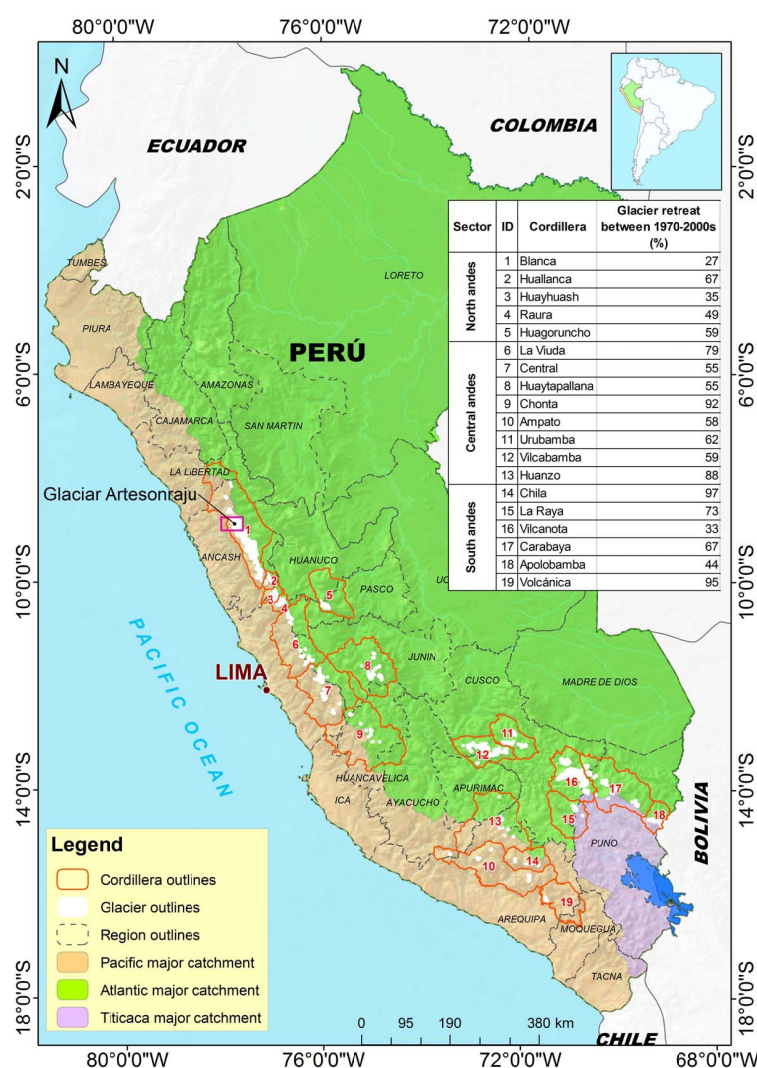 80°0'0"W 76°0'0"W 72°0'0"W 68°0'0"W
N
COLOMBIA
ECUADOR
2°0'0"S
2°0'0"S
Sector ID Cordillera Glacier retreat between 1970-2000s (%)
North andes
1 Blanca 27
2 Huallanca 67
3 Huayhuash 35
4 Raura 49
5 Huagoruncho 59
Central andes
6 La Viuda 79
7 Central 55
8 Huaytapallana 55
9 Chonta 92
10 Ampato 58
11 Urubamba 62
12 Vilcabamba 59
13 Huanzo 88
South andes
14 Chila 97
15 La Raya 73
16 Vilcanota 33
17 Carabaya 67
18 Apolobamba 44
19 Volcánica 95
TUMBES
LORETO
PIURA
PERÚ
6°0'0"S
6°0'0"S
LAMBAYEQUE
AMAZONAS
CAJAMARCA
SAN MARTIN
LA LIBERTAD
Glaciar Artesonraju
1
ANCASH
HUANUCO
10°0'0"S
10°0'0"S
2
PASCO
UC
5
3
4
PACIFIC OCEAN
6
JUNIN
8
LIMA
CUSCO
MADRE DE DIOS
7
9
11
12
HUANCAVELICA
16
17
14°0'0"S
14°0'0"S
ICA
AYACUCHO
APURIMAC
BOLIVIA
13
15
18
PUNO
10
14
19
AREQUIPA
MOQUEGUA
TACNA
Legend
Cordillera outlines
Glacier outlines
Region outlines
Pacific major catchment
Atlantic major catchment
Titicaca major catchment
18°0'0"S
18°0'0"S
0 95 190 380 km
CHILE
80°0'0"W 76°0'0"W 72°0'0"W 68°0'0"W